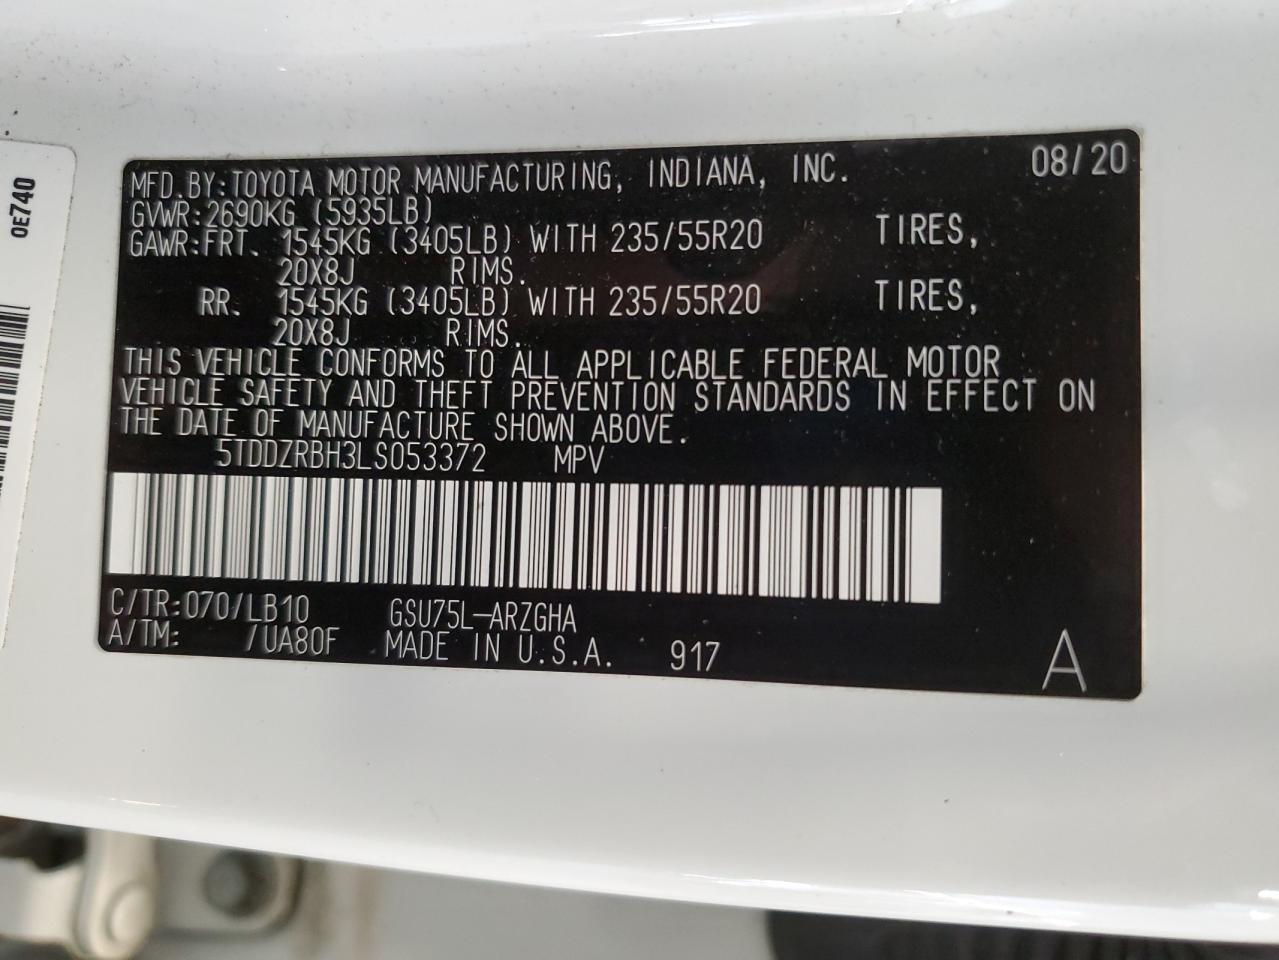 MFD.BY:TOYOTA MOTOR MANUFACTURING, INDIANA, INC. 08/20
GVWR:2690KG (5935LB)
GAWR:FRT. 1545KG (3405LB) WITH 235/55R20 TIRES,
20X8J RIMS.
RR. 1545KG (3405LB) WITH 235/55R20 TIRES,
20X8J RIMS.
THIS VEHICLE CONFORMS TO ALL APPLICABLE FEDERAL MOTOR
VEHICLE SAFETY AND THEFT PREVENTION STANDARDS IN EFFECT ON
THE DATE OF MANUFACTURE SHOWN ABOVE.
5TDDZRBH3LS053372 MPV
C/TR:070/LB10 GSU75L-ARZGHA
A/TM: /UA80F MADE IN U.S.A. 917 A
0E740